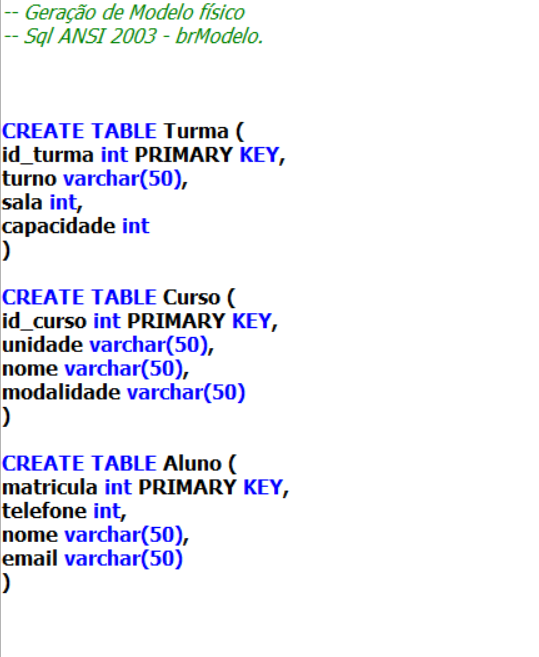 -- Geração de Modelo físico
-- Sql ANSI 2003 - brModelo.
CREATE TABLE Turma (
id_turma int PRIMARY KEY,
turno varchar(50),
sala int,
capacidade int
)
CREATE TABLE Curso (
id_curso int PRIMARY KEY,
unidade varchar(50),
nome varchar(50),
modalidade varchar(50)
)
CREATE TABLE Aluno (
matricula int PRIMARY KEY,
telefone int,
nome varchar(50),
email varchar(50)
)